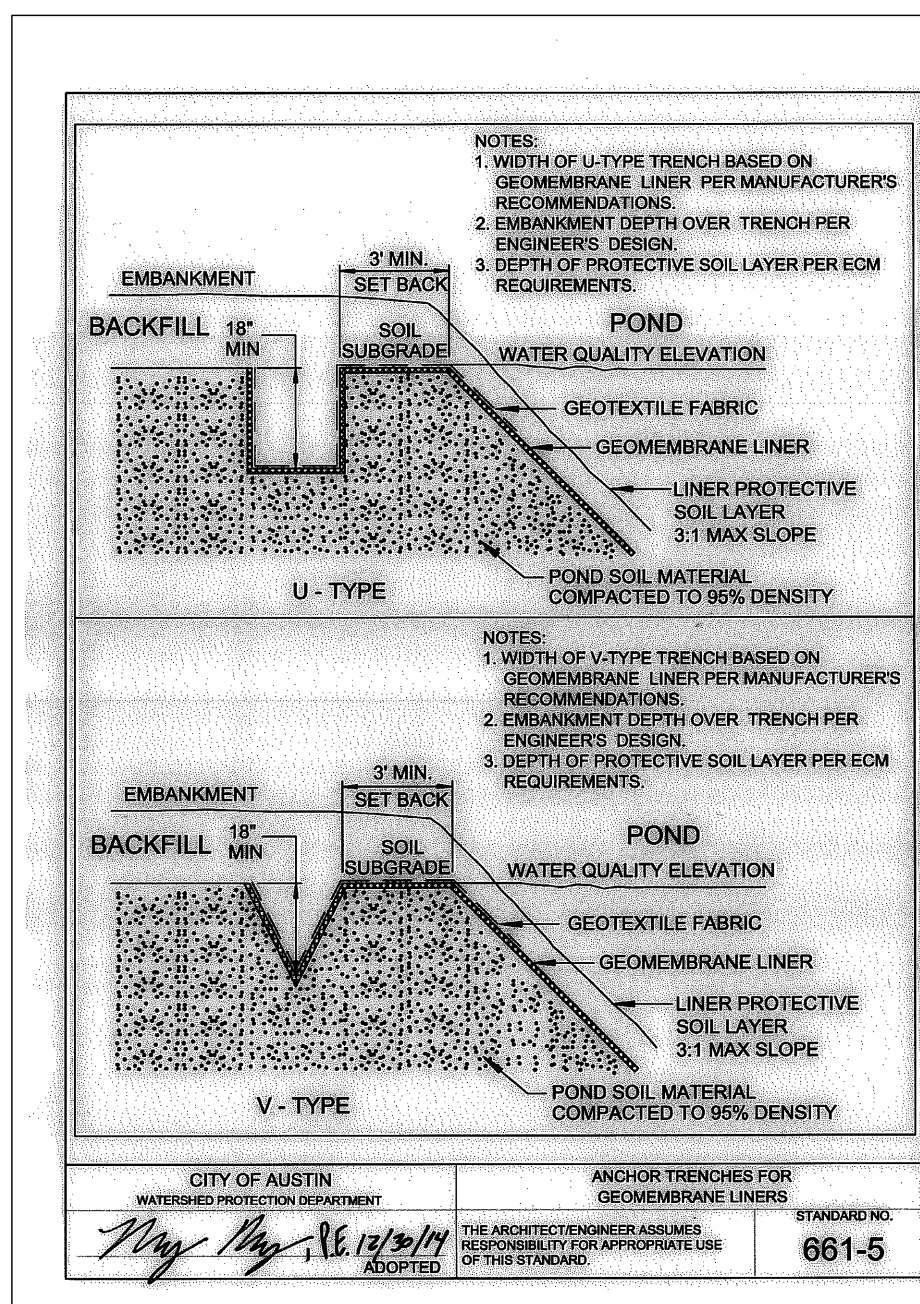 NOTES:
1. WIDTH OF U-TYPE TRENCH BASED ON
GEOMEMBRANE LINER PER MANUFACTURER'S
RECOMMENDATIONS.
2. EMBANKMENT DEPTH OVER TRENCH PER
ENGINEER'S DESIGN.
3. DEPTH OF PROTECTIVE SOIL LAYER PER ECM
REQUIREMENTS.
3' MIN.
SET BACK
EMBANKMENT
BACKFILL
18"
MIN
SOIL
SUBGRADE
POND
WATER QUALITY ELEVATION
GEOTEXTILE FABRIC
GEOMEMBRANE LINER
LINER PROTECTIVE
SOIL LAYER
3:1 MAX SLOPE
POND SOIL MATERIAL
COMPACTED TO 95% DENSITY
U - TYPE
NOTES:
1. WIDTH OF V-TYPE TRENCH BASED ON
GEOMEMBRANE LINER PER MANUFACTURER'S
RECOMMENDATIONS.
2. EMBANKMENT DEPTH OVER TRENCH PER
ENGINEER'S DESIGN.
3. DEPTH OF PROTECTIVE SOIL LAYER PER ECM
REQUIREMENTS.
3' MIN.
SET BACK
EMBANKMENT
BACKFILL
18"
MIN
SOIL
SUBGRADE
POND
WATER QUALITY ELEVATION
GEOTEXTILE FABRIC
GEOMEMBRANE LINER
LINER PROTECTIVE
SOIL LAYER
3:1 MAX SLOPE
POND SOIL MATERIAL
COMPACTED TO 95% DENSITY
V - TYPE
CITY OF AUSTIN
WATERSHED PROTECTION DEPARTMENT
P.E. 12/30/14
ADOPTED
ANCHOR TRENCHES FOR
GEOMEMBRANE LINERS
THE ARCHITECT/ENGINEER ASSUMES
RESPONSIBILITY FOR APPROPRIATE USE
OF THIS STANDARD.
STANDARD NO.
661-5